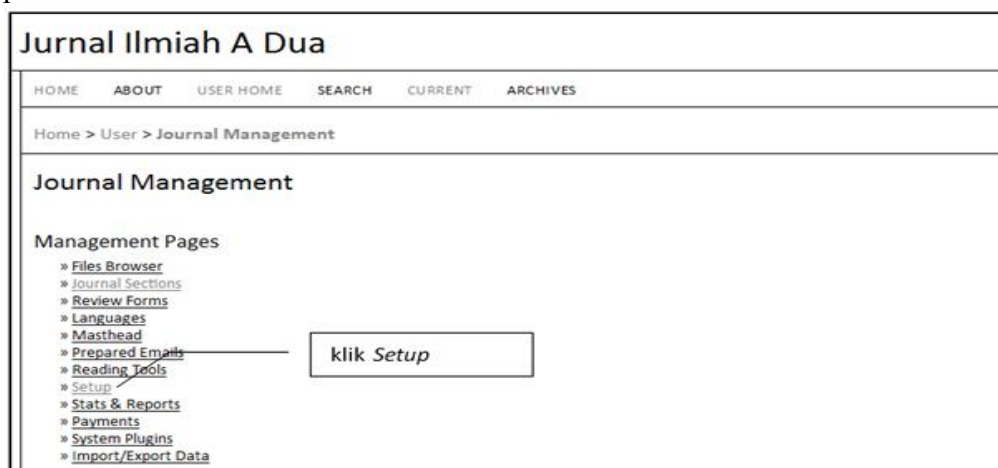 Jurnal Ilmiah A Dua
HOME ABOUT USER HOME SEARCH CURRENT ARCHIVES
Home > User > Journal Management
Journal Management
Management Pages
» Files Browser
» Journal Sections
» Review Forms
» Languages
» Masthead
» Prepared Emails
» Reading Tools
» Setup
» Stats & Reports
» Payments
» System Plugins
» Import/Export Data
klik Setup